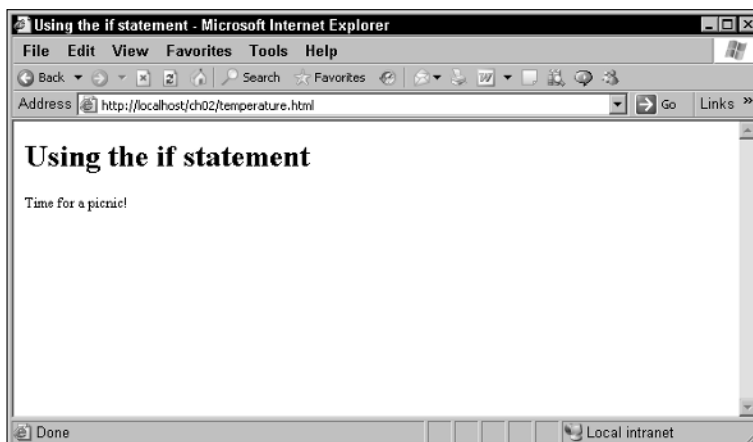 Using the if statement - Microsoft Internet Explorer
File Edit View Favorites Tools Help
Back Search Favorites
Address http://localhost/ch02/temperature.html Go Links »
Using the if statement
Time for a picnic!
Done Local intranet